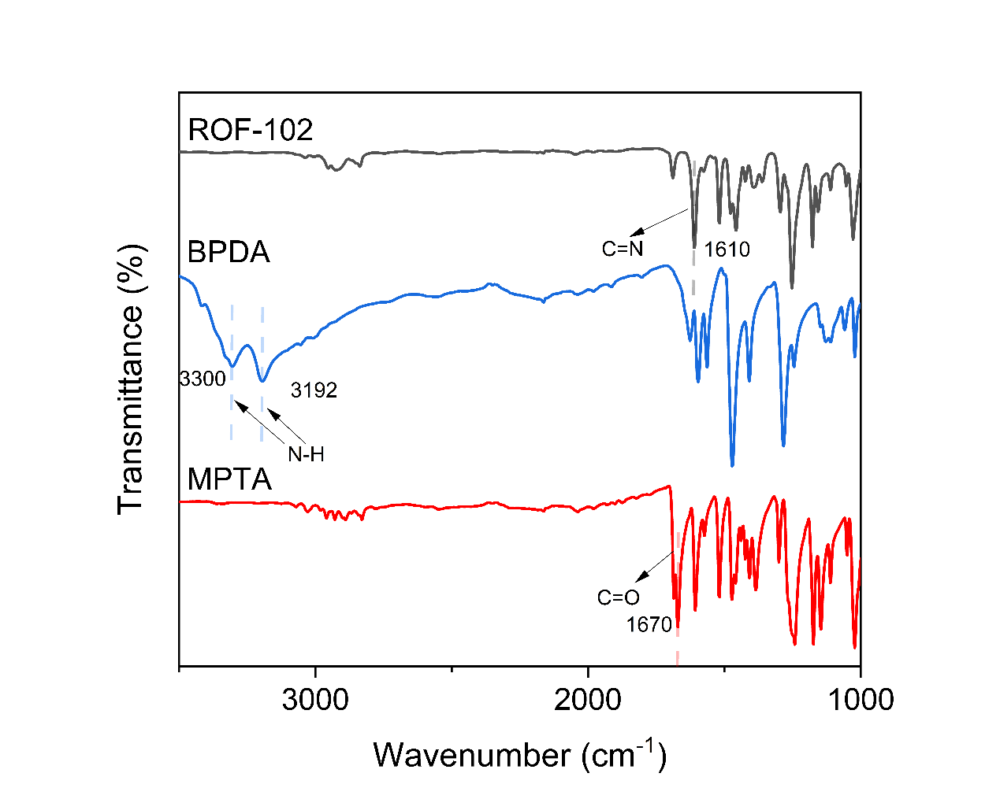 ROF-102
C=N
1610
BPDA
3300
3192
N-H
MPTA
C=O
1670
Transmittance (%)
3000
2000
1000
Wavenumber (cm⁻¹)